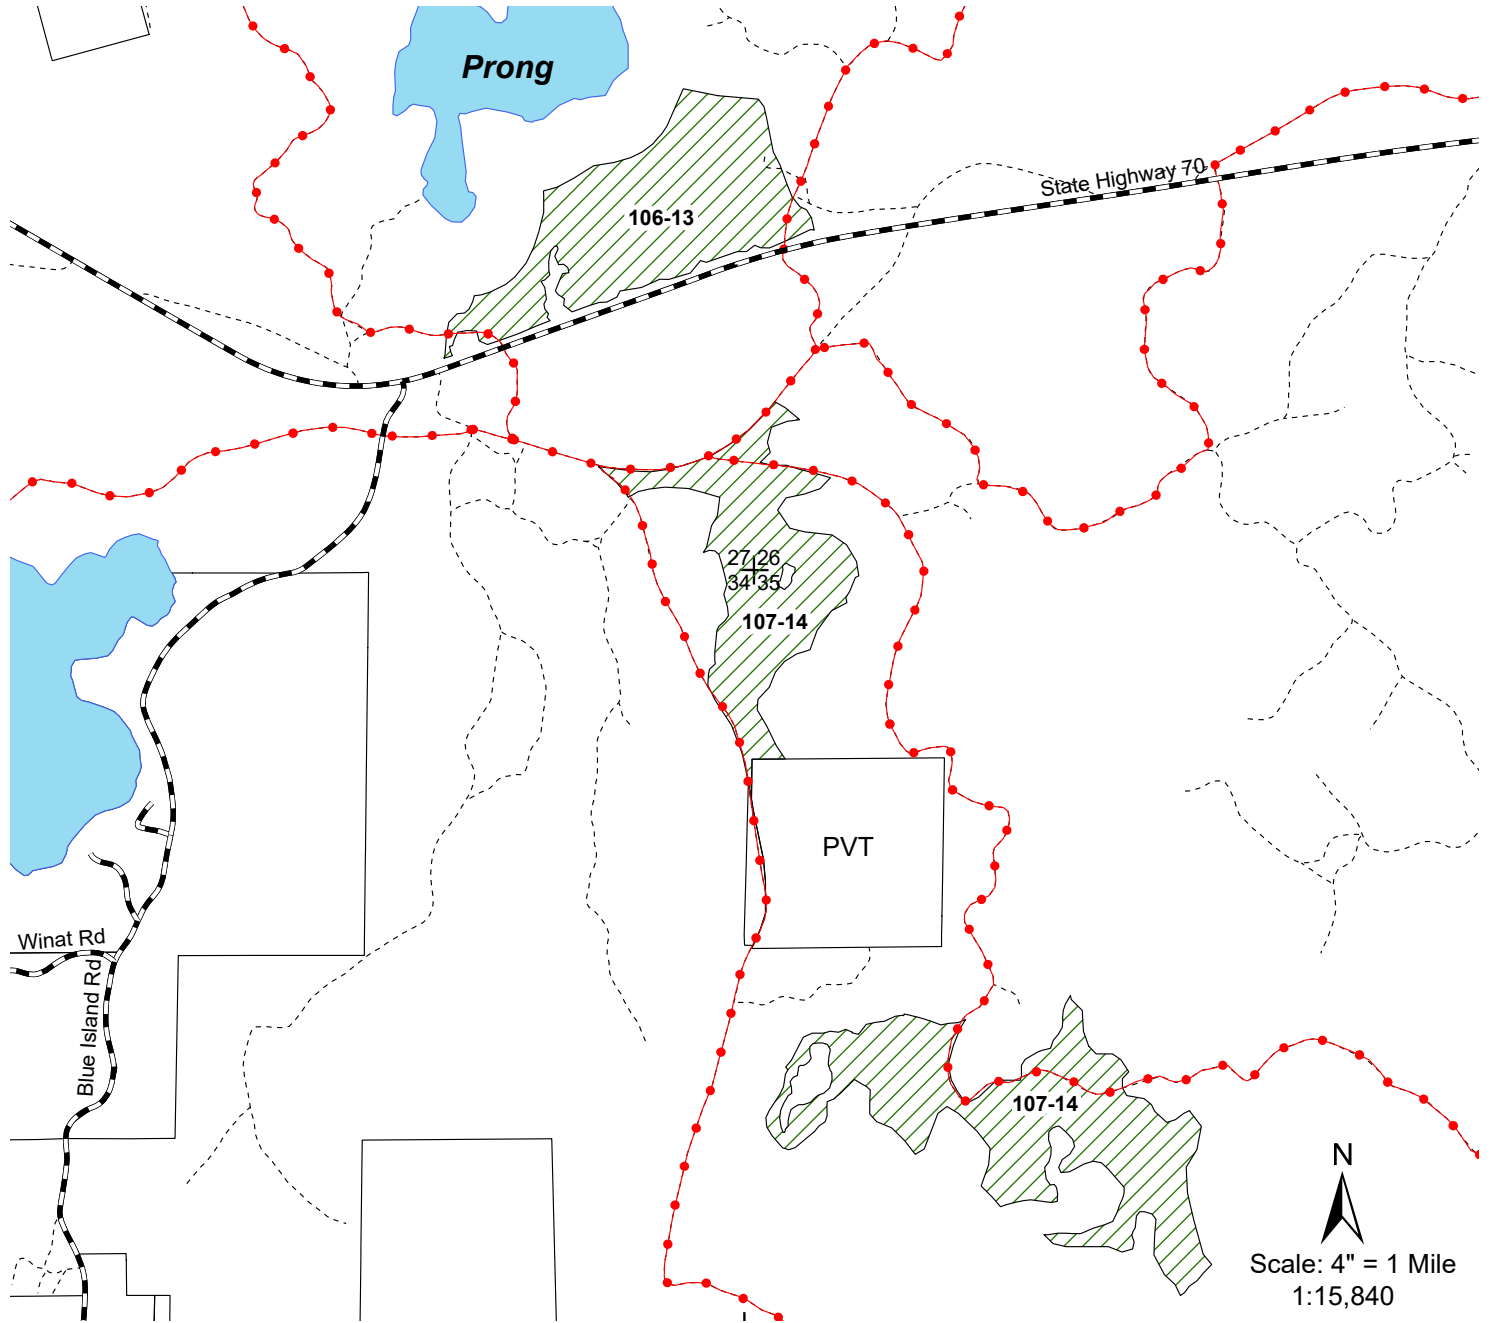 Prong
State Highway 70
106-13
27 26
34 35
107-14
PVT
Winat Rd
Blue Island Rd
107-14
N
Scale: 4" = 1 Mile
1:15,840